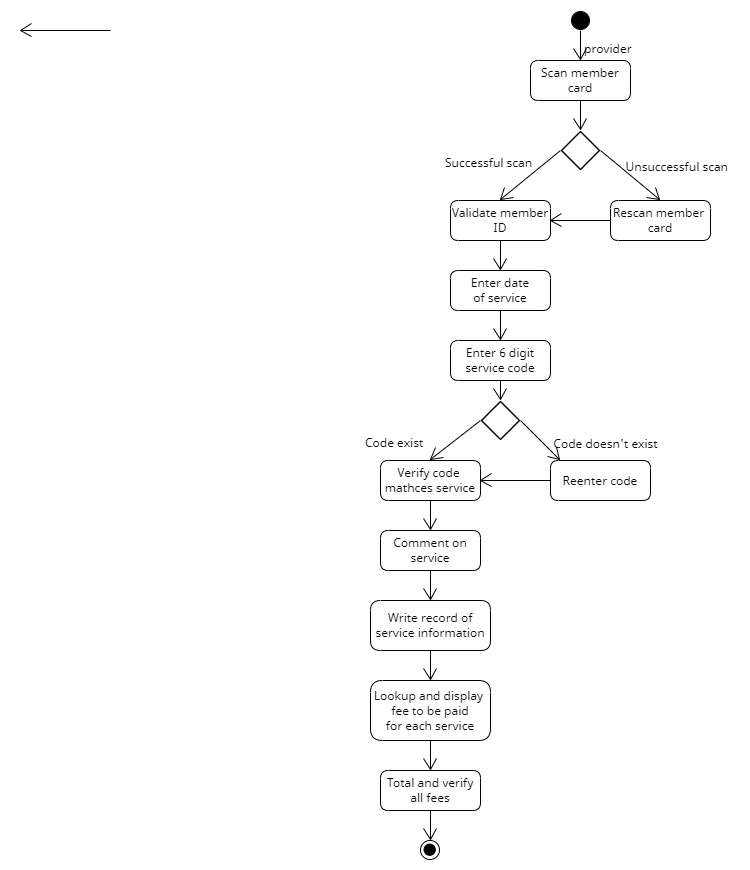 provider
Scan member
card
Successful scan
Unsuccessful scan
Validate member
ID
Rescan member
card
Enter date
of service
Enter 6 digit
service code
Code exist
Code doesn't exist
Verify code
mathces service
Reenter code
Comment on
service
Write record of
service information
Lookup and display
fee to be paid
for each service
Total and verify
all fees